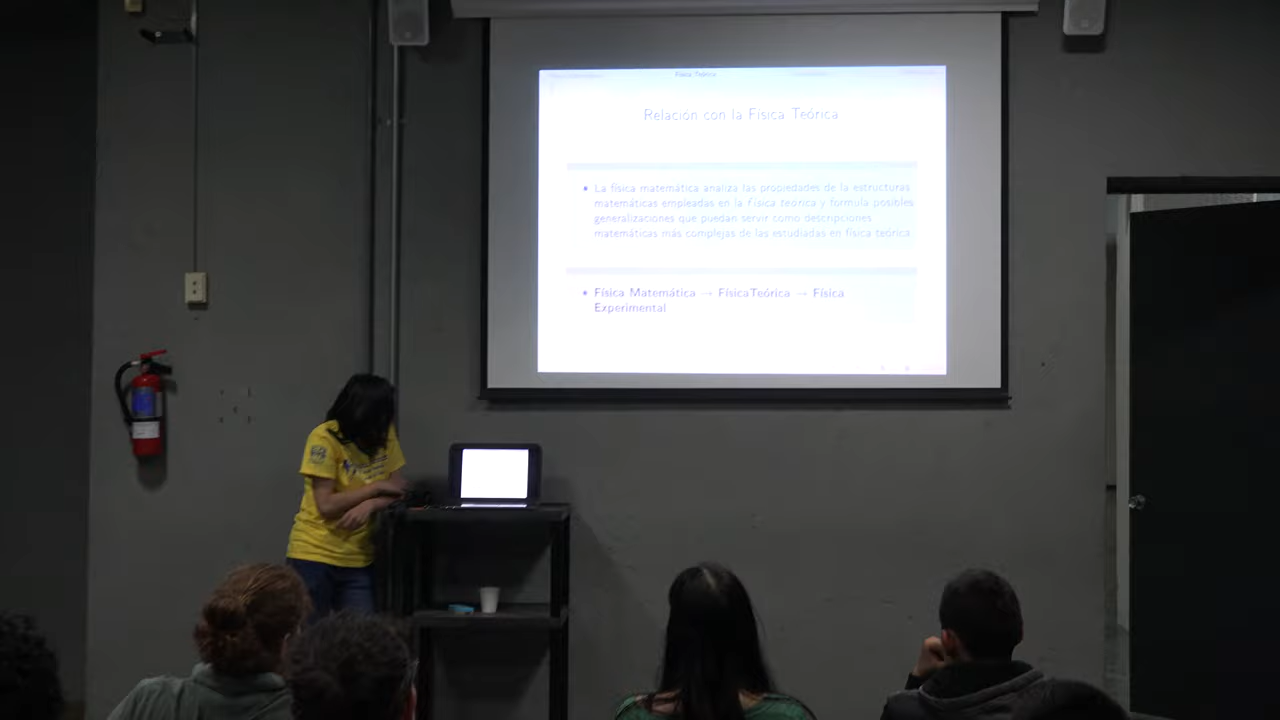 Física Teórica
Relación con la Física Teórica
La física matemática analiza las propiedades de la estructuras
matemáticas empleadas en la Física teórica y formula posibles
generalizaciones que puedan servir como descripciones
matemáticas más complejas de las estudiadas en física teórica
Física Matemática → FísicaTeórica → Física
Experimental